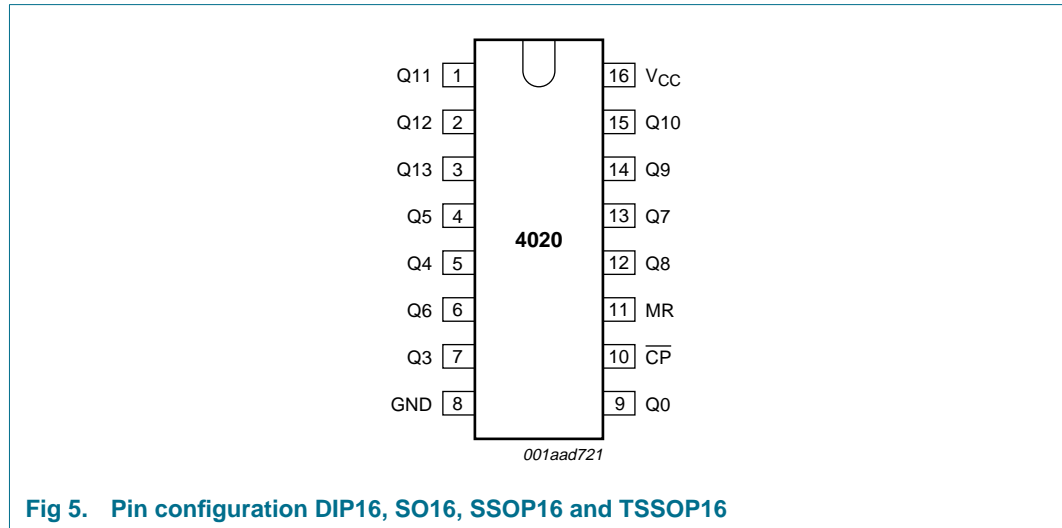 Q11 1 16 VCC
Q12 2 15 Q10
Q13 3 14 Q9
Q5 4 13 Q7
4020
Q4 5 12 Q8
Q6 6 11 MR
Q3 7 10 C̅P̅
GND 8 9 Q0
001aad721
Fig 5. Pin configuration DIP16, SO16, SSOP16 and TSSOP16